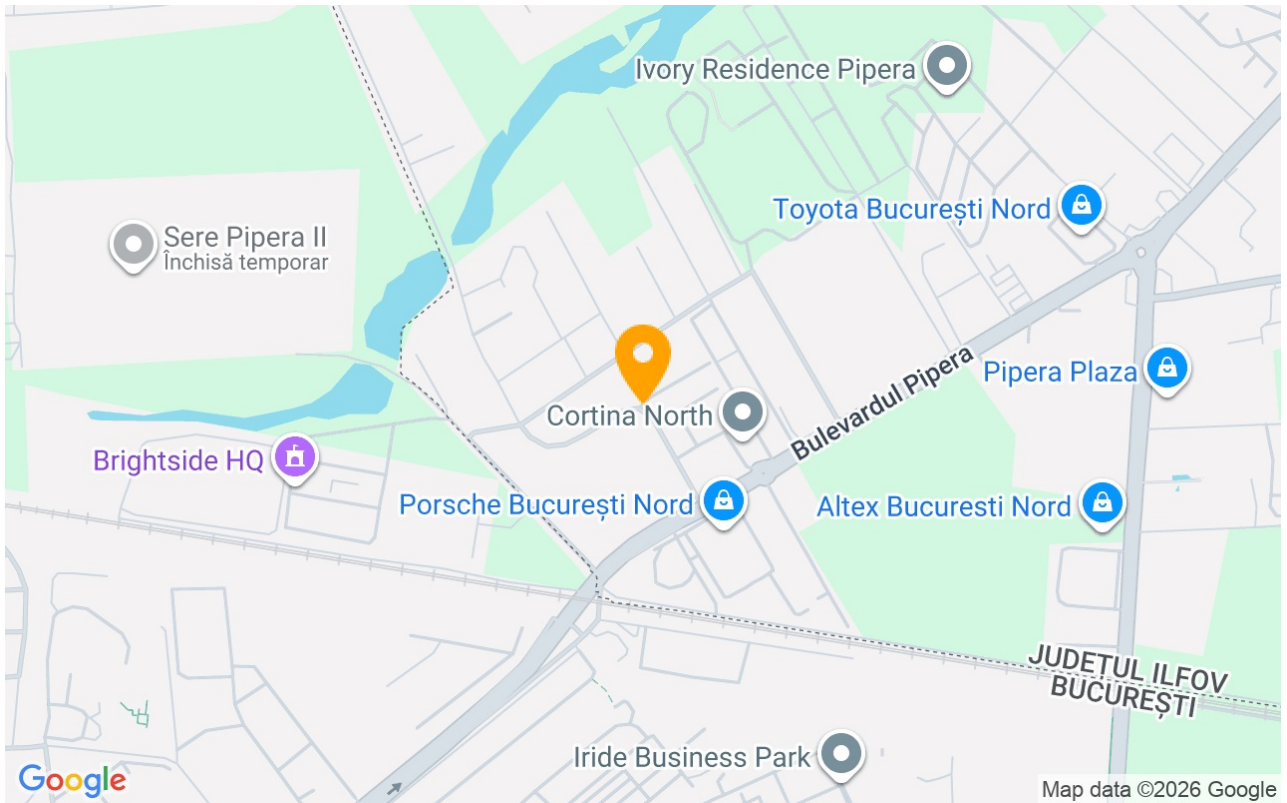 Ivory Residence Pipera
Toyota București Nord
Sere Pipera II
Închisă temporar
Bulevardul Pipera
Pipera Plaza
Cortina North
Brightside HQ
Porsche București Nord
Altex Bucuresti Nord
JUDEȚUL ILFOV
BUCUREȘTI
Iride Business Park
Google
Map data ©2026 Google